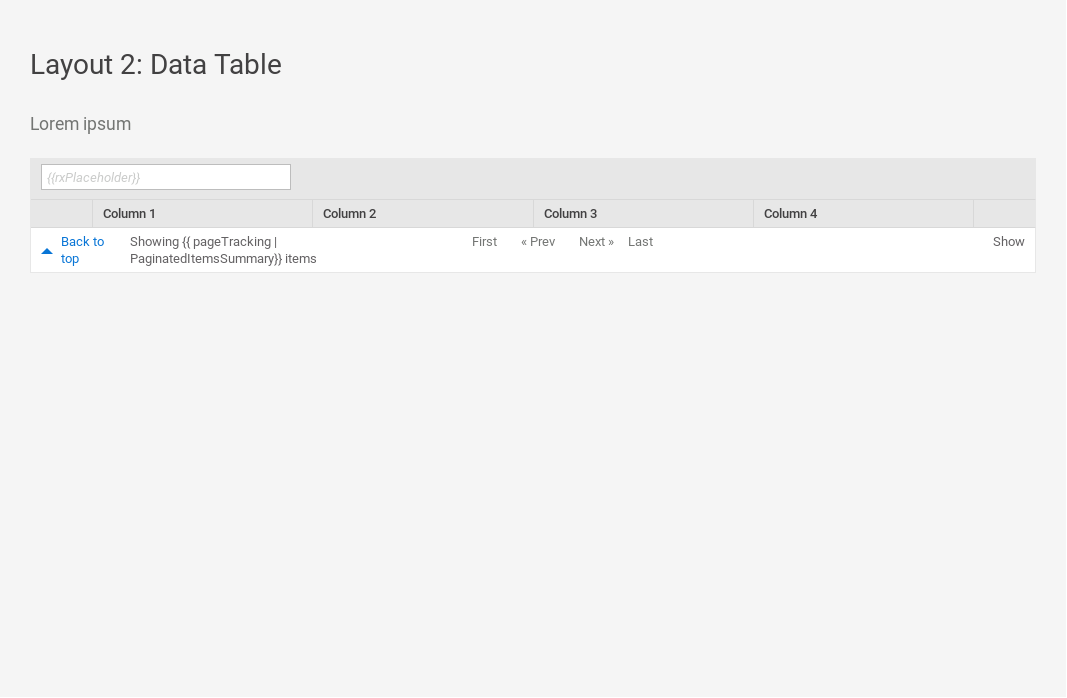 Layout 2: Data Table
Lorem ipsum
{{rxPlaceholder}}
Column 1 Column 2 Column 3 Column 4
Back to top
Showing {{ pageTracking |
PaginatedItemsSummary}} items
First « Prev Next » Last
Show